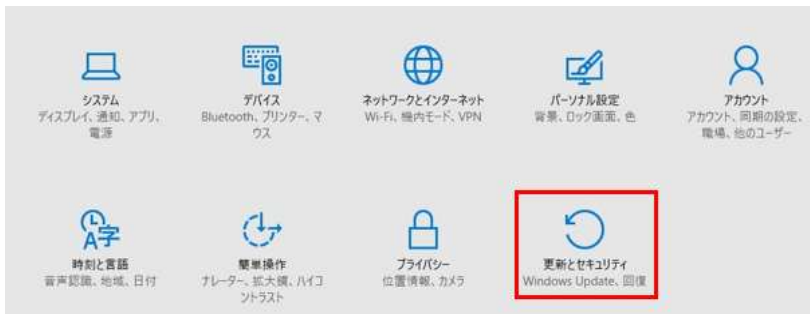 システム
ディスプレイ、通知、アプリ、
電源
デバイス
Bluetooth、プリンター、マ
ウス
ネットワークとインターネット
Wi-Fi、機内モード、VPN
パーソナル設定
背景、ロック画面、色
アカウント
アカウント、同期の設定、
職場、他のユーザー
A字
時刻と言語
音声認識、地域、日付
簡単操作
ナレーター、拡大鏡、ハイコ
ントラスト
プライバシー
位置情報、カメラ
更新とセキュリティ
Windows Update、回復